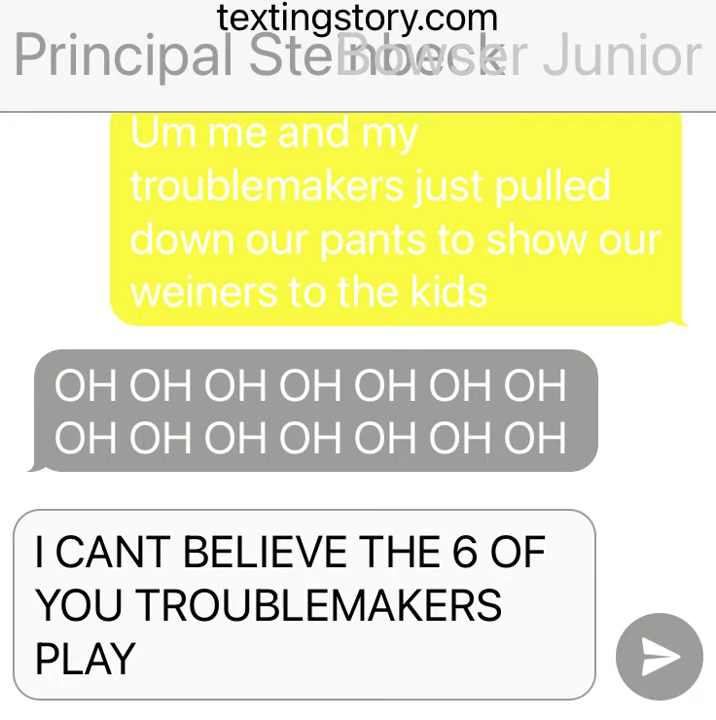 textingstory.com
Principal Steinbeck Bowser Junior
Um me and my
troublemakers just pulled
down our pants to show our
weiners to the kids
OH OH OH OH OH OH OH
OH OH OH OH OH OH OH
I CANT BELIEVE THE 6 OF
YOU TROUBLEMAKERS
PLAY